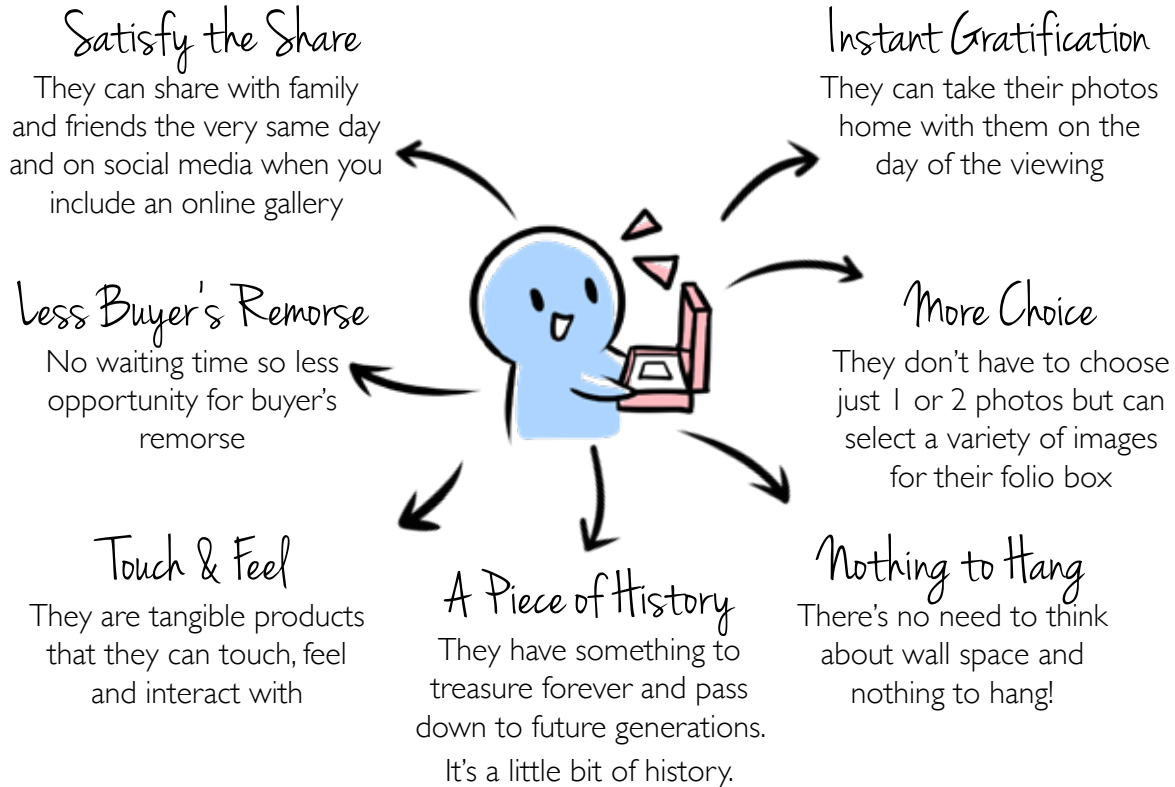 Satisfy the Share
They can share with family
and friends the very same day
and on social media when you
include an online gallery
Instant Gratification
They can take their photos
home with them on the
day of the viewing
Less Buyer's Remorse
No waiting time so less
opportunity for buyer's
remorse
More Choice
They don't have to choose
just 1 or 2 photos but can
select a variety of images
for their folio box
Touch & Feel
They are tangible products
that they can touch, feel
and interact with
A Piece of History
They have something to
treasure forever and pass
down to future generations.
It's a little bit of history.
Nothing to Hang
There's no need to think
about wall space and
nothing to hang!